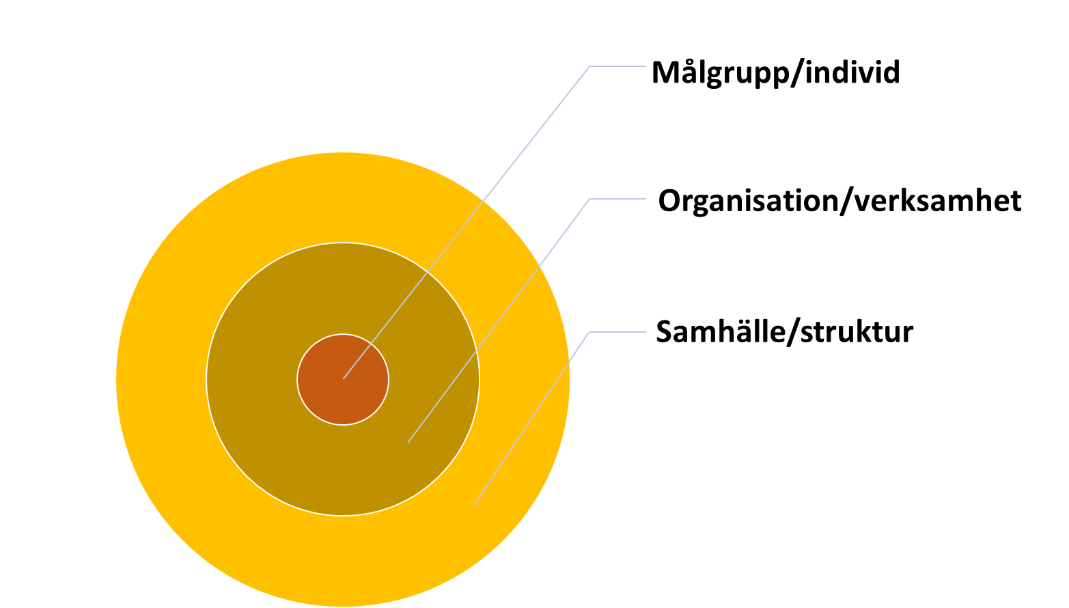 Målgrupp/individ
Organisation/verksamhet
Samhälle/struktur